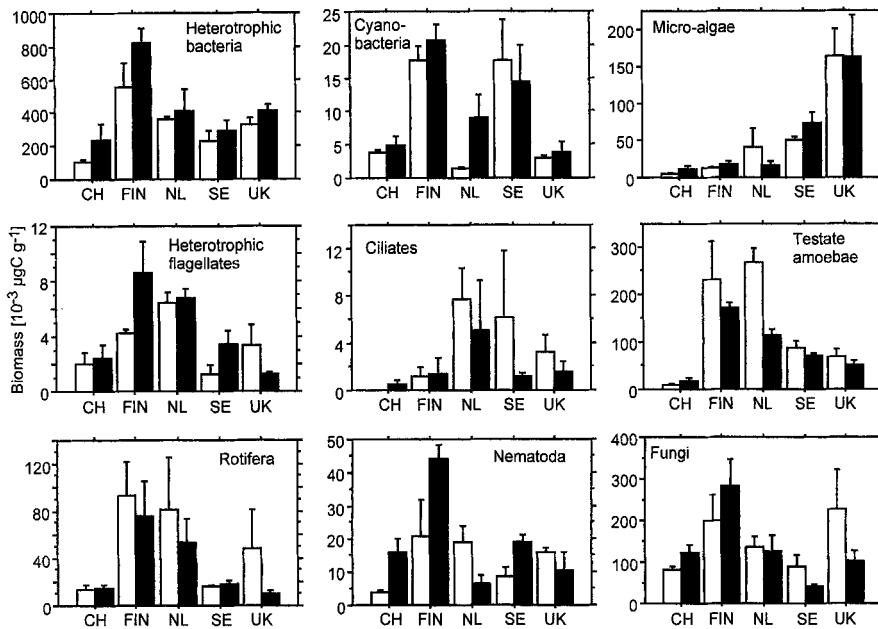 Heterotrophic
bacteria
1000
800
600
400
200
0
CH FIN NL SE UK
Cyano-
bacteria
25
20
15
10
5
0
CH FIN NL SE UK
Micro-algae
200
150
100
50
0
CH FIN NL SE UK
Biomass [10⁻³ µgC g⁻¹]
Heterotrophic
flagellates
12
8
4
2
0
CH FIN NL SE UK
Ciliates
12
8
4
2
0
CH FIN NL SE UK
Testate
amoebae
300
200
100
0
CH FIN NL SE UK
Rotifera
120
80
40
0
CH FIN NL SE UK
Nematoda
50
40
30
20
10
0
CH FIN NL SE UK
Fungi
400
300
200
100
0
CH FIN NL SE UK